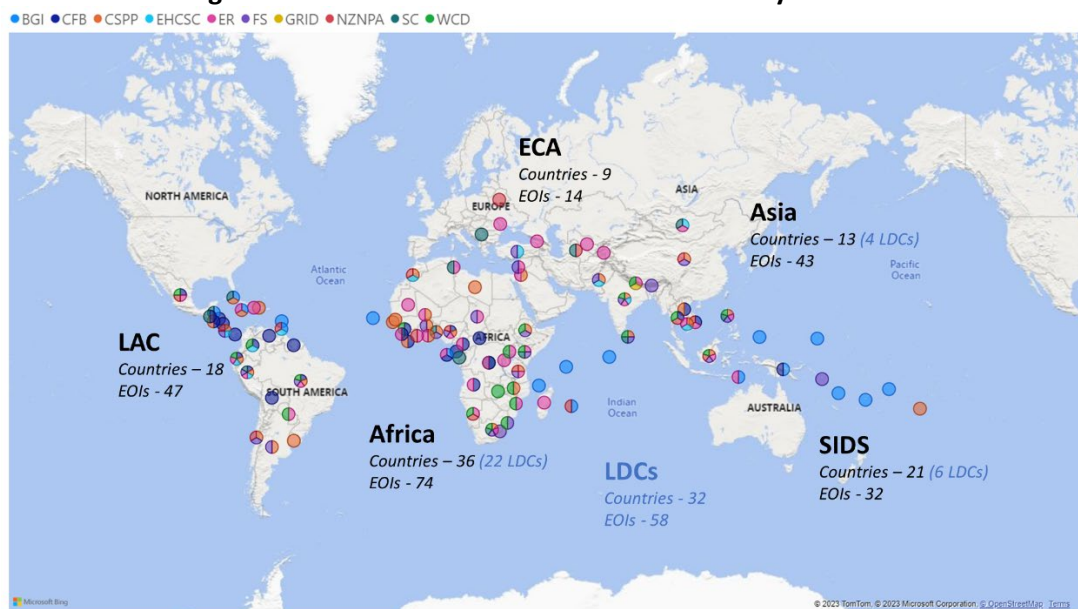 BGI CFB CSPP EHCSC ER FS GRID NZNPA SC WCD
ECA
Countries - 9
EOIs - 14
NORTH AMERICA
EUROPE
ASIA
Asia
Countries – 13 (4 LDCs)
EOIs - 43
Atlantic
Ocean
Pacific
Ocean
LAC
Countries - 18
EOIs - 47
AFRICA
SOUTH AMERICA
Africa
Countries – 36 (22 LDCs)
EOIs - 74
Indian
Ocean
AUSTRALIA
LDCs
Countries - 32
EOIs - 58
SIDS
Countries – 21 (6 LDCs)
EOIs - 32
Microsoft Bing
© 2023 TomTom, © 2023 Microsoft Corporation, © OpenStreetMap Terms